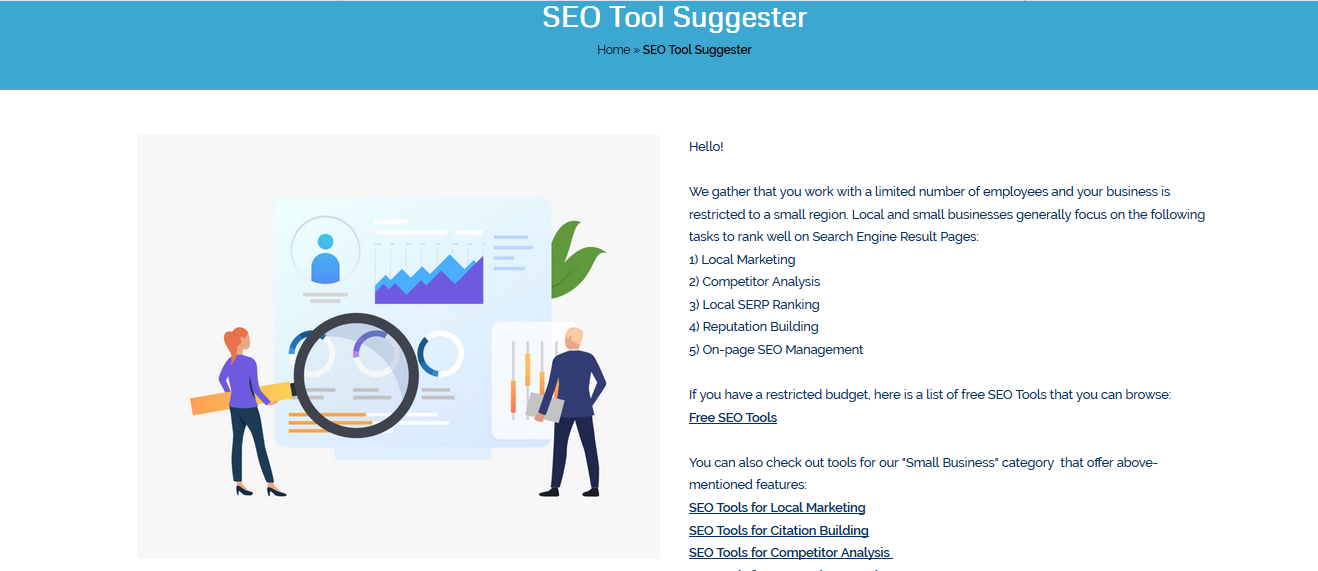 SEO Tool Suggester
Home » SEO Tool Suggester
Hello!
We gather that you work with a limited number of employees and your business is
restricted to a small region. Local and small businesses generally focus on the following
tasks to rank well on Search Engine Result Pages:
1) Local Marketing
2) Competitor Analysis
3) Local SERP Ranking
4) Reputation Building
5) On-page SEO Management
If you have a restricted budget, here is a list of free SEO Tools that you can browse:
Free SEO Tools
You can also check out tools for our "Small Business" category  that offer above-
mentioned features:
SEO Tools for Local Marketing
SEO Tools for Citation Building
SEO Tools for Competitor Analysis